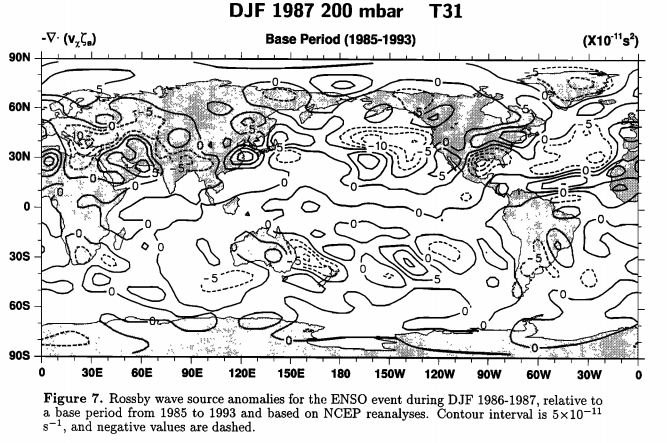 DJF 1987 200 mbar T31
-∇· (vχζB) Base Period (1985-1993) (X10⁻¹¹s²)
90N
60N
30N
0
30S
60S
90S
0 30E 60E 90E 120E 150E 180 150W 120W 90W 60W 30W 0
Figure 7. Rossby wave source anomalies for the ENSO event during DJF 1986-1987, relative to
a base period from 1985 to 1993 and based on NCEP reanalyses. Contour interval is 5×10⁻¹¹
s⁻¹, and negative values are dashed.